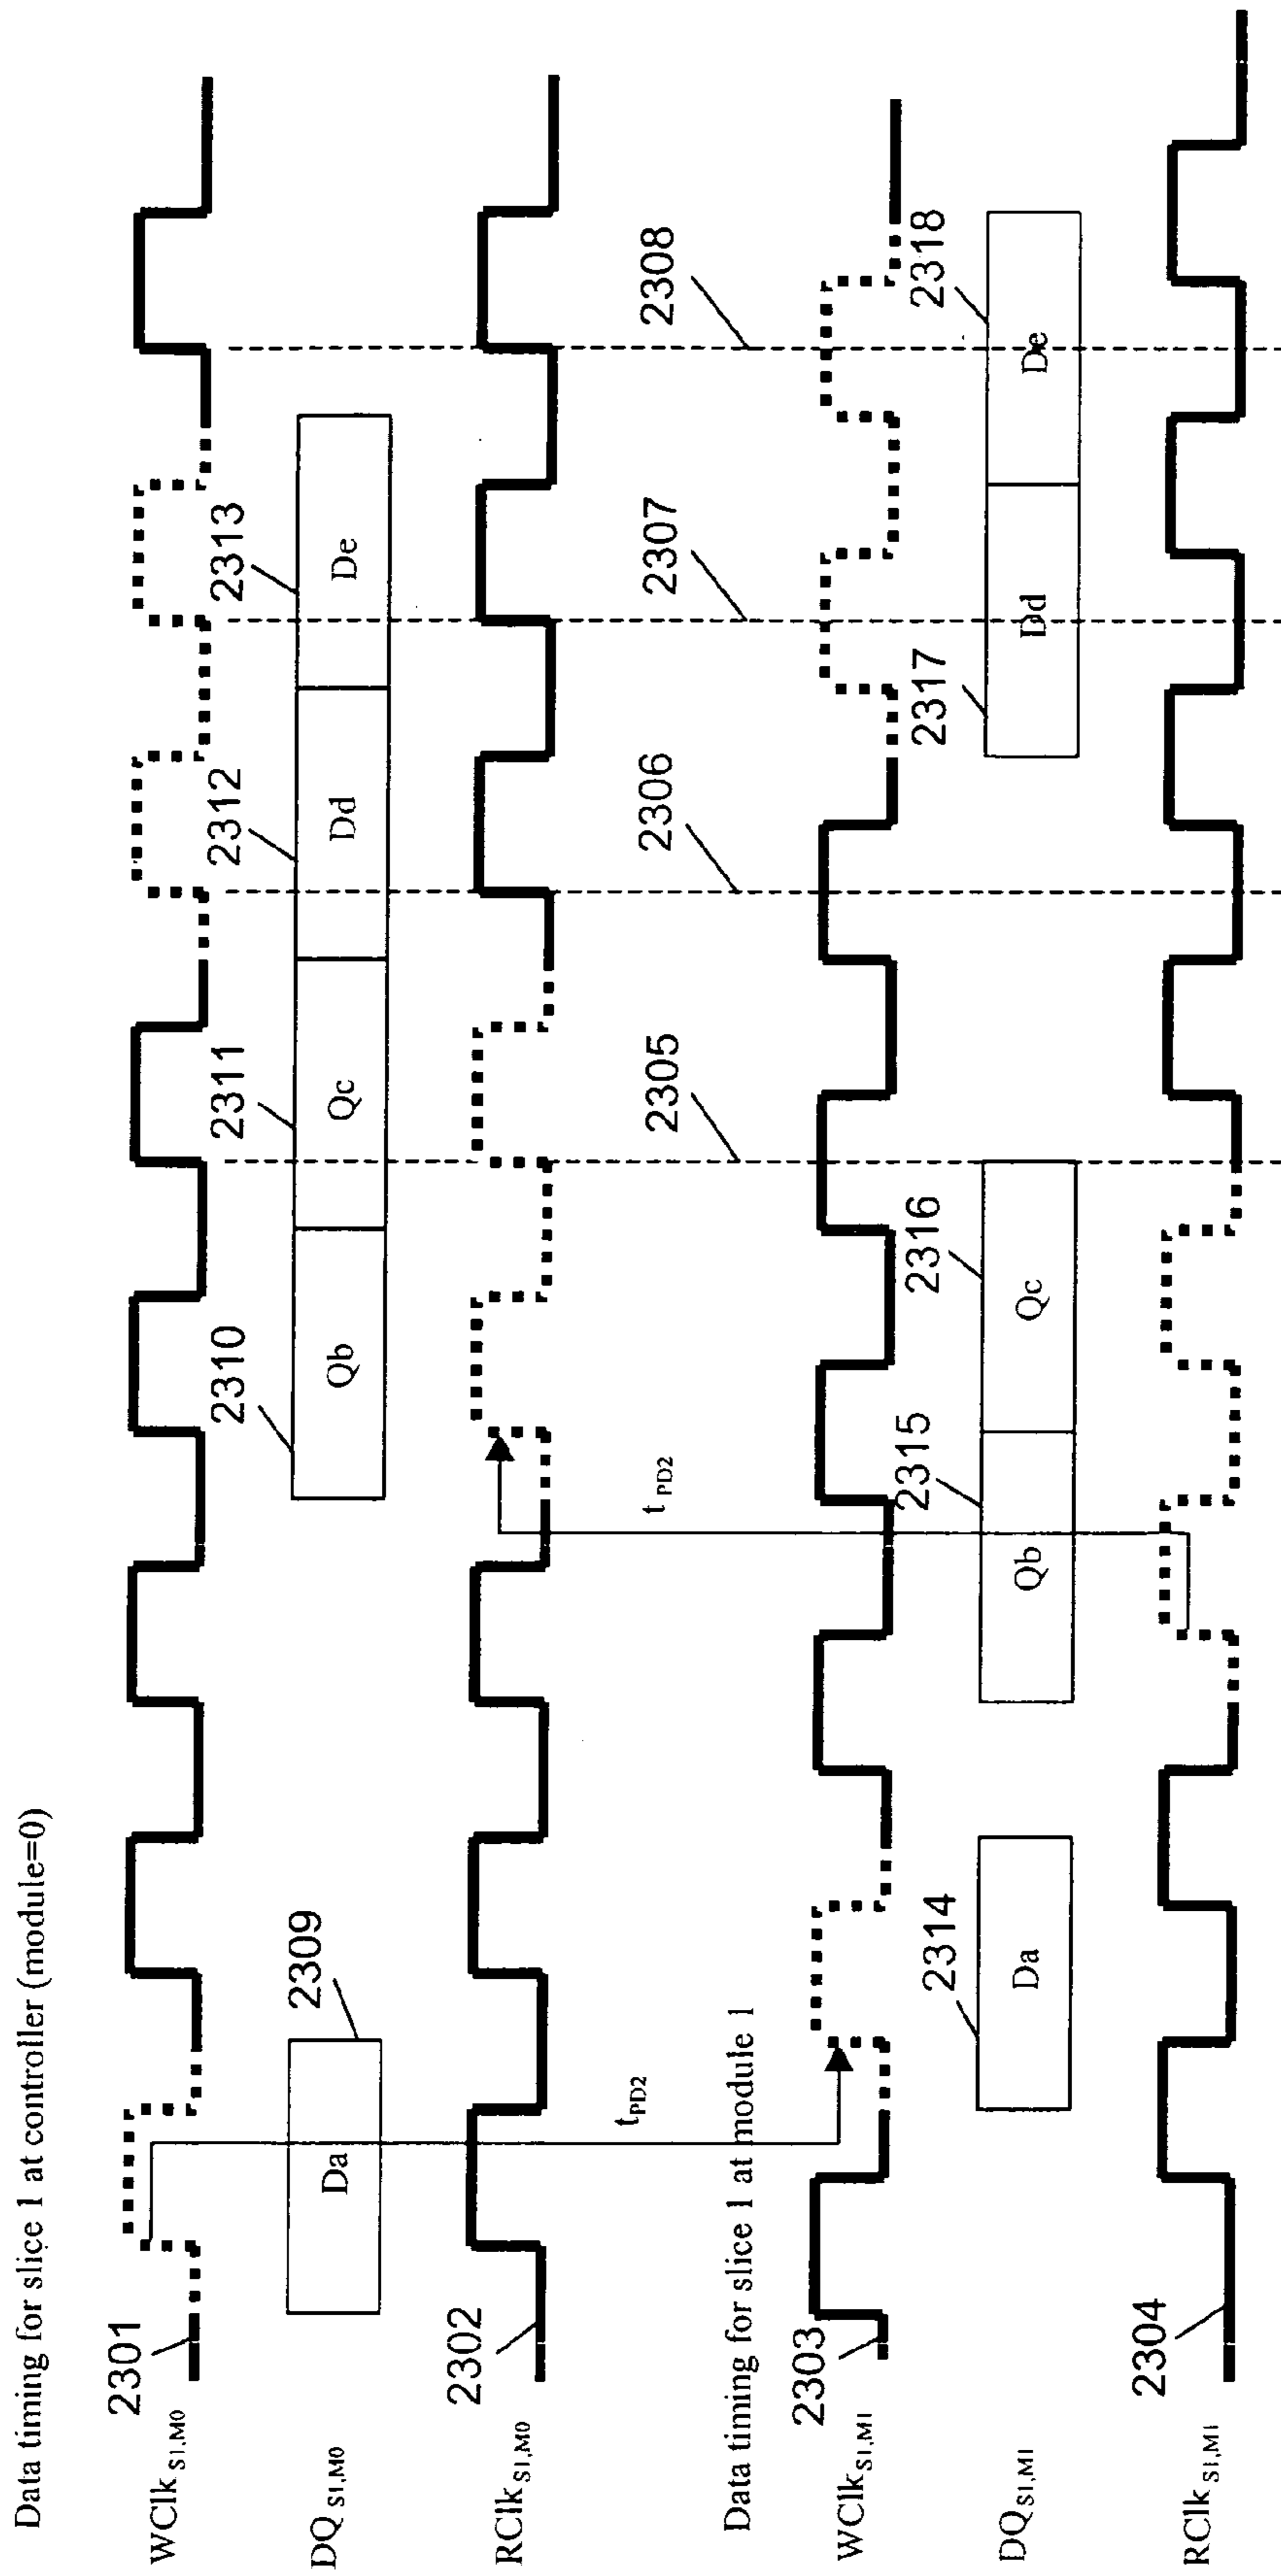 Data timing for slice 1 at controller (module=0)
2301
WClk S1,M0
2309
2310
2311
2312
2313
DQ S1,M0
Da
Qb
Qc
Dd
De
2302
RClk S1,M0
tPD2
tPD2
2305
2306
2307
2308
Data timing for slice 1 at module 1
2303
WClk S1,M1
2314
2315
2316
2317
2318
DQ S1,M1
Da
Qb
Qc
Dd
De
2304
RClk S1,M1